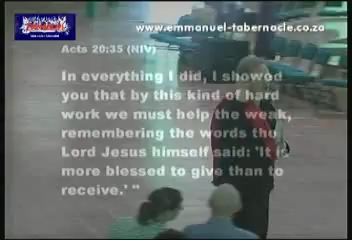 www.emmanuel-tabernacle.co.za
Acts 20:35 (NIV)
In everything I did, I showed
you that by this kind of hard
work we must help the weak,
remembering the words the
Lord Jesus himself said: 'It is
more blessed to give than to
receive.' "